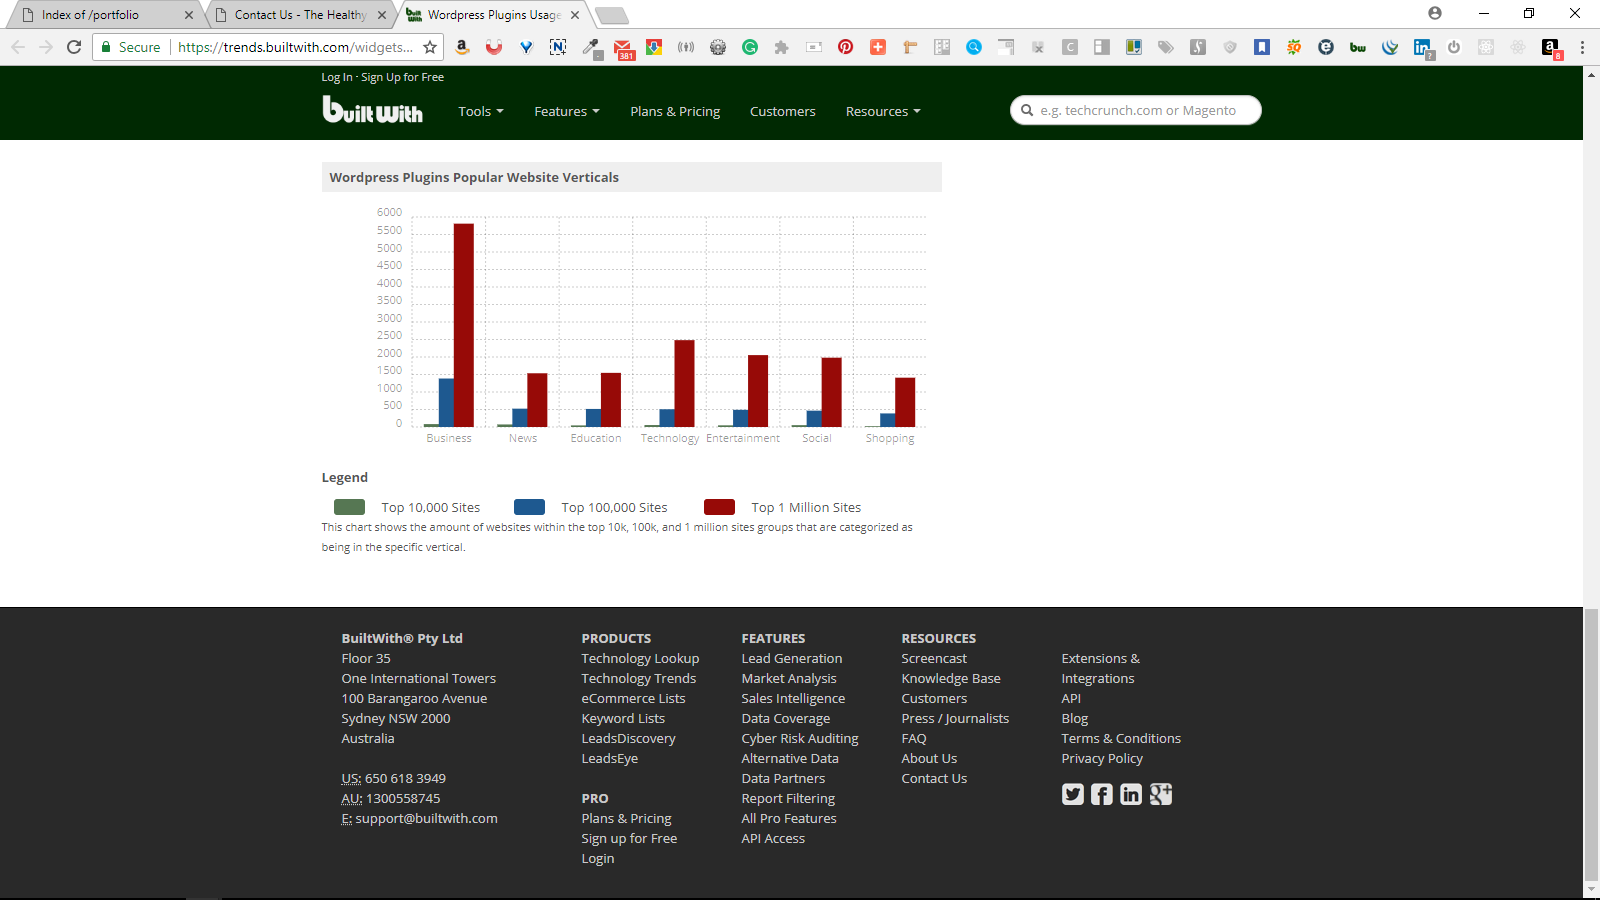 Index of /portfolio
Contact Us - The Healthy
Wordpress Plugins Usage
Secure
https://trends.builtwith.com/widgets...
381
?
8
Log In · Sign Up for Free
Built With
Tools
Features
Plans & Pricing
Customers
Resources
e.g. techcrunch.com or Magento
Wordpress Plugins Popular Website Verticals
6000
5500
5000
4500
4000
3500
3000
2500
2000
1500
1000
500
0
Business
News
Education
Technology
Entertainment
Social
Shopping
Legend
Top 10,000 Sites
Top 100,000 Sites
Top 1 Million Sites
This chart shows the amount of websites within the top 10k, 100k, and 1 million sites groups that are categorized as
being in the specific vertical.
BuiltWith® Pty Ltd
Floor 35
One International Towers
100 Barangaroo Avenue
Sydney NSW 2000
Australia
US: 650 618 3949
AU: 1300558745
E: support@builtwith.com
PRODUCTS
Technology Lookup
Technology Trends
eCommerce Lists
Keyword Lists
LeadsDiscovery
LeadsEye
PRO
Plans & Pricing
Sign up for Free
Login
FEATURES
Lead Generation
Market Analysis
Sales Intelligence
Data Coverage
Cyber Risk Auditing
Alternative Data
Data Partners
Report Filtering
All Pro Features
API Access
RESOURCES
Screencast
Knowledge Base
Customers
Press / Journalists
FAQ
About Us
Contact Us
Extensions &
Integrations
API
Blog
Terms & Conditions
Privacy Policy